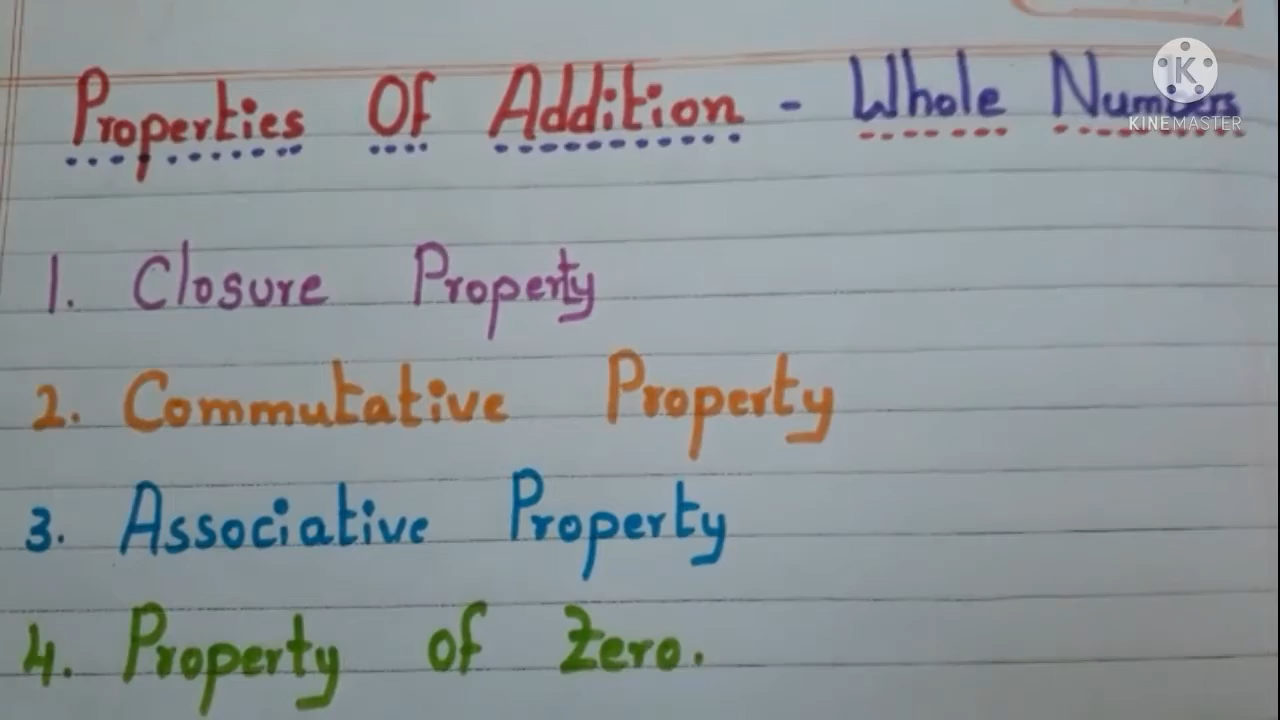 Properties Of Addition - Whole Numbers
KINEMASTER
1. Closure Property
2. Commutative Property
3. Associative Property
4. Property of Zero.